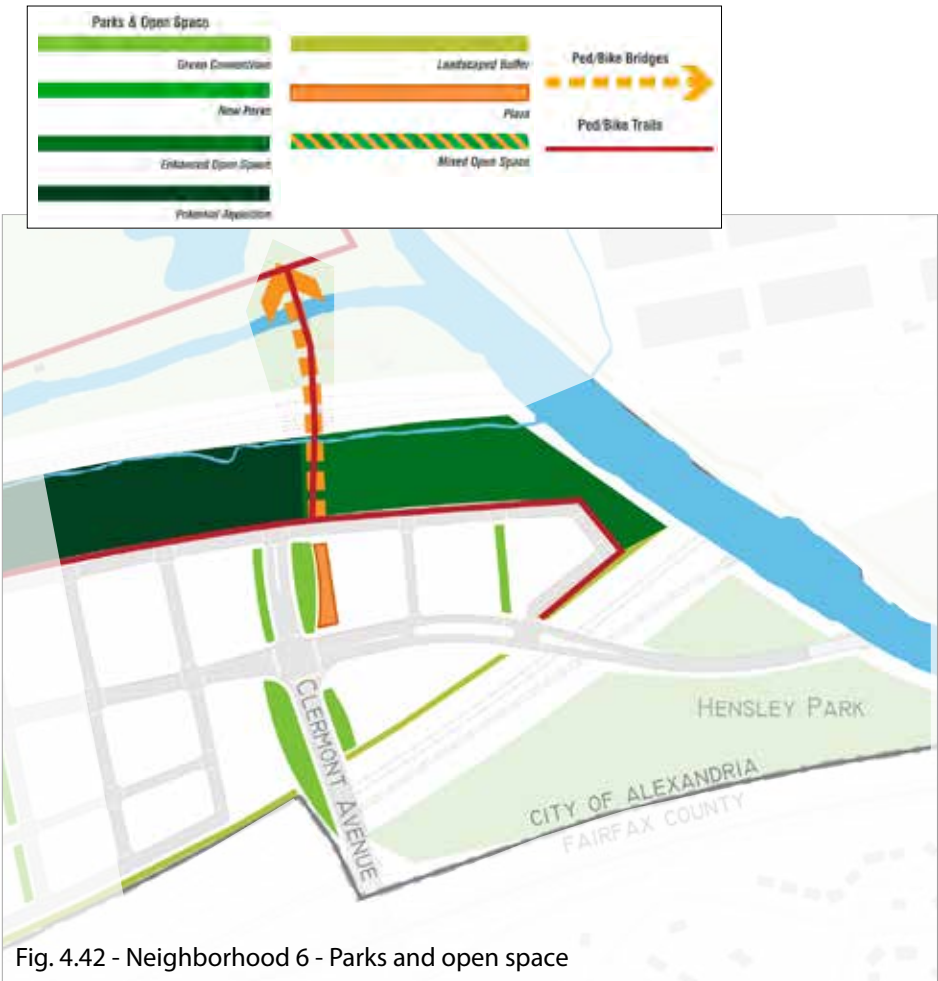 Parks & Open Space
Green Connections
New Parks
Enhanced Open Space
Potential Aquisition
Landscaped Buffer
Plaza
Mixed Open Space
Ped/Bike Bridges
Ped/Bike Trails
CLERMONT AVENUE
HENSLEY PARK
CITY OF ALEXANDRIA
FAIRFAX COUNTY
Fig. 4.42 - Neighborhood 6 - Parks and open space